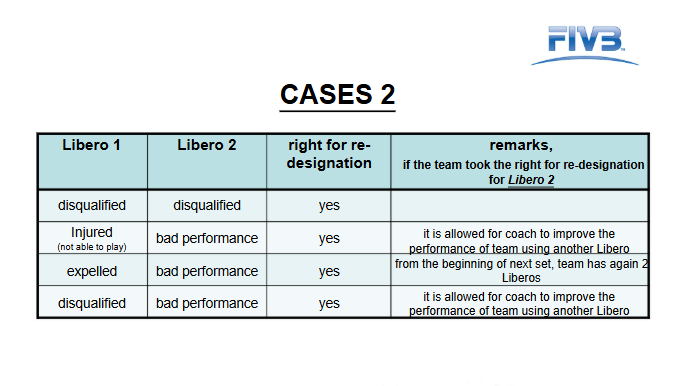 FIVB
CASES 2
Libero 1 Libero 2 right for re- remarks,
designation if the team took the right for re-designation
for Libero 2
disqualified disqualified yes
Injured bad performance yes it is allowed for coach to improve the
(not able to play) performance of team using another Libero
expelled bad performance yes from the beginning of next set, team has again 2
Liberos
disqualified bad performance yes it is allowed for coach to improve the
performance of team using another Libero